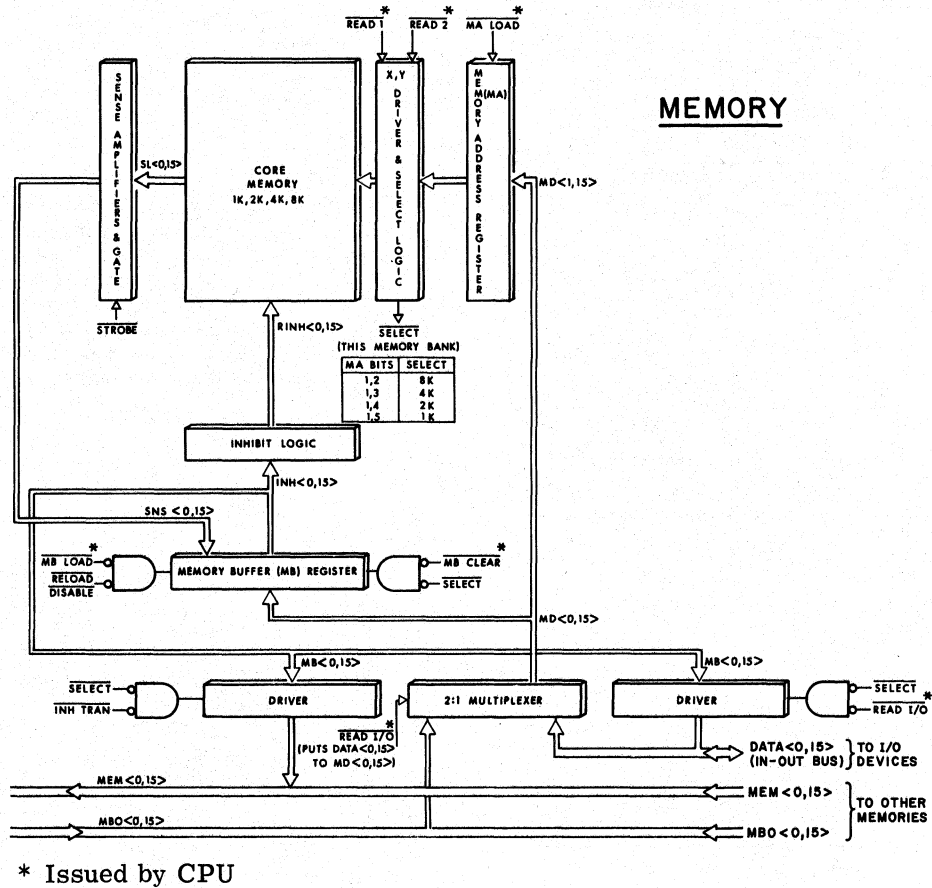 *
READ 1
*
READ 2
*
MA LOAD
MEMORY
SENSE AMPLIFIERS & GATE
SL<0,15>
CORE
MEMORY
1K,2K,4K,8K
X,Y DRIVER & SELECT LOGIC
MEMORY ADDRESS REGISTER
(MA)
MD<1,15>
STROBE
RINH<0,15>
SELECT
(THIS MEMORY BANK)
MA BITS SELECT
1,2 8K
1,3 4K
1,4 2K
1,5 1K
INHIBIT LOGIC
INH<0,15>
SNS <0,15>
*
MB LOAD
RELOAD
DISABLE
MEMORY BUFFER (MB) REGISTER
*
MB CLEAR
SELECT
MD<0,15>
MB<0,15>
MB<0,15>
SELECT
INH TRAN
DRIVER
2:1 MULTIPLEXER
DRIVER
SELECT
*
READ I/O
*
READ I/O
(PUTS DATA<0,15>
TO MD<0,15>)
DATA<0,15>
(IN-OUT BUS)
TO I/O
DEVICES
MEM<0,15>
MEM<0,15>
TO OTHER
MEMORIES
MBO<0,15>
MBO<0,15>
* Issued by CPU